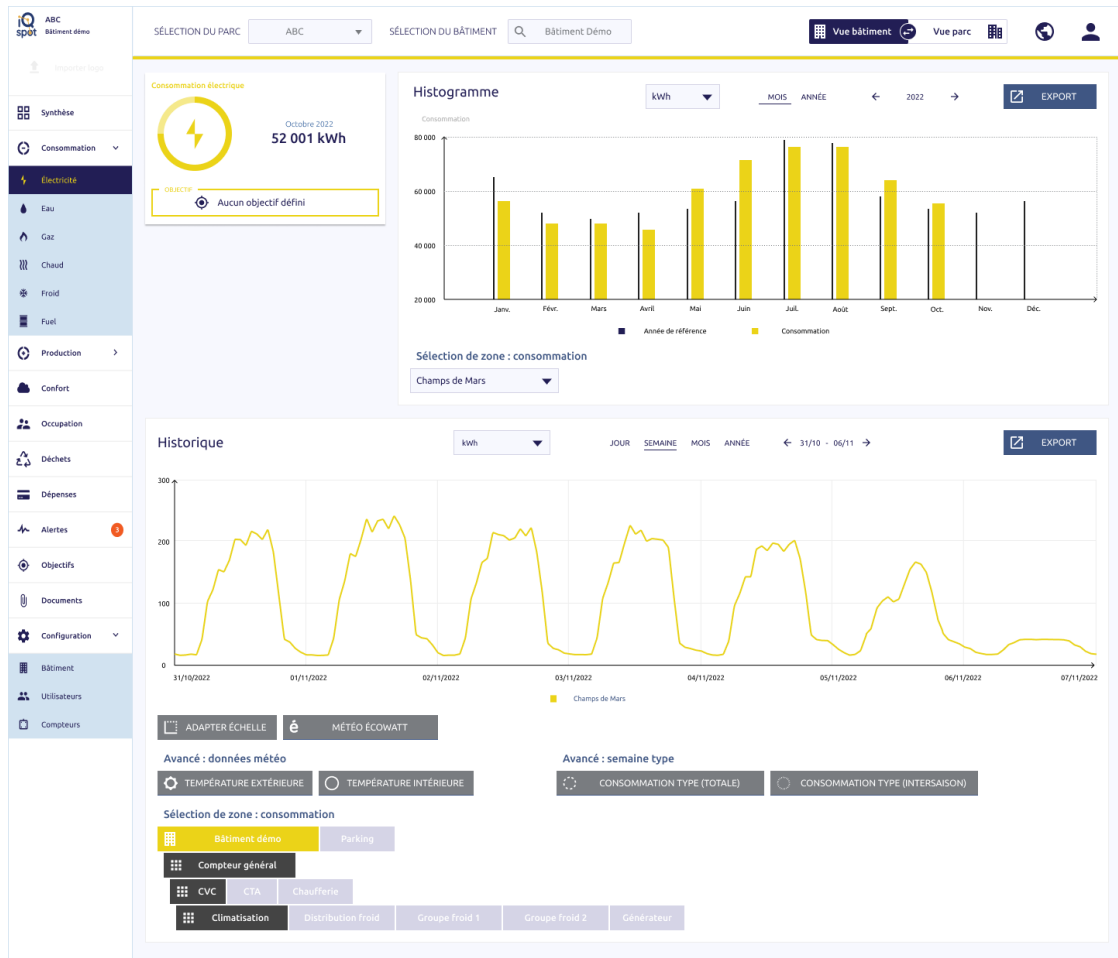 iQ spot
ABC
Bâtiment démo
SÉLECTION DU PARC
ABC
SÉLECTION DU BÂTIMENT
Bâtiment Démo
Vue bâtiment
Vue parc
Importer logo
Synthèse
Consommation
Électricité
Eau
Gaz
Chaud
Froid
Fuel
Production
Confort
Occupation
Déchets
Dépenses
Alertes 3
Objectifs
Documents
Configuration
Bâtiment
Utilisateurs
Compteurs
Consommation électrique
Octobre 2022
52 001 kWh
OBJECTIF
Aucun objectif défini
Histogramme
kWh
MOIS ANNÉE
2022
EXPORT
Consommation
80 000
60 000
40 000
20 000
Janv. Févr. Mars Avril Mai Juin Juil. Août Sept. Oct. Nov. Déc.
Année de référence Consommation
Sélection de zone : consommation
Champs de Mars
Historique
kWh
JOUR SEMAINE MOIS ANNÉE
31/10 - 06/11
EXPORT
300
200
100
0
31/10/2022 01/11/2022 02/11/2022 03/11/2022 04/11/2022 05/11/2022 06/11/2022 07/11/2022
Champs de Mars
ADAPTER ÉCHELLE
é MÉTÉO ÉCOWATT
Avancé : données météo
TEMPÉRATURE EXTÉRIEURE
TEMPÉRATURE INTÉRIEURE
Avancé : semaine type
CONSOMMATION TYPE (TOTALE)
CONSOMMATION TYPE (INTERSAISON)
Sélection de zone : consommation
Bâtiment démo Parking
Compteur général
CVC CTA Chaufferie
Climatisation Distribution froid Groupe froid 1 Groupe froid 2 Générateur